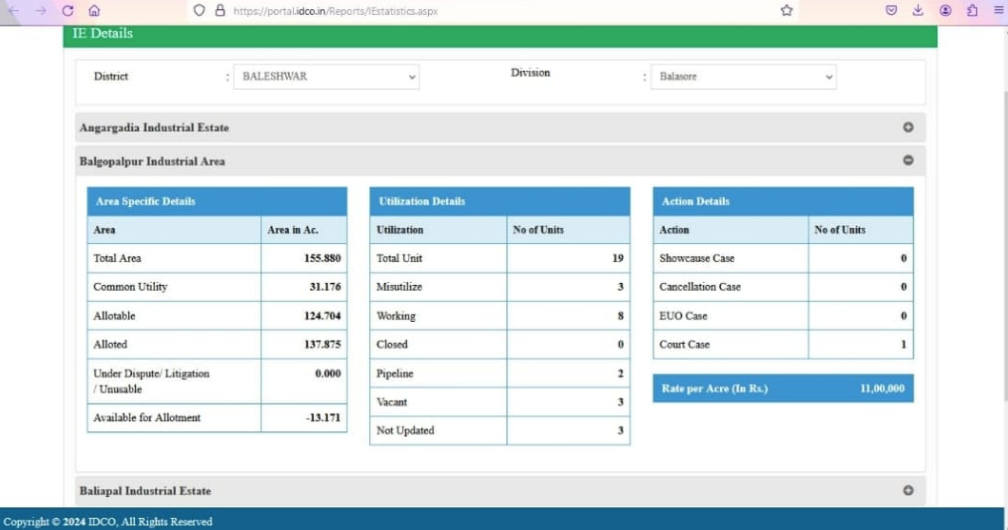 https://portal.idco.in/Reports/IEstatistics.aspx
IE Details
District : BALESHWAR Division : Balasore
Angargadia Industrial Estate
Balgopalpur Industrial Area
Area Specific Details
Area Area in Ac.
Total Area 155.880
Common Utility 31.176
Allotable 124.704
Alloted 137.875
Under Dispute/ Litigation
/ Unusable 0.000
Available for Allotment -13.171
Utilization Details
Utilization No of Units
Total Unit 19
Misutilize 3
Working 8
Closed 0
Pipeline 2
Vacant 3
Not Updated 3
Action Details
Action No of Units
Showcause Case 0
Cancellation Case 0
EUO Case 0
Court Case 1
Rate per Acre (In Rs.) 11,00,000
Baliapal Industrial Estate
Copyright © 2024 IDCO, All Rights Reserved